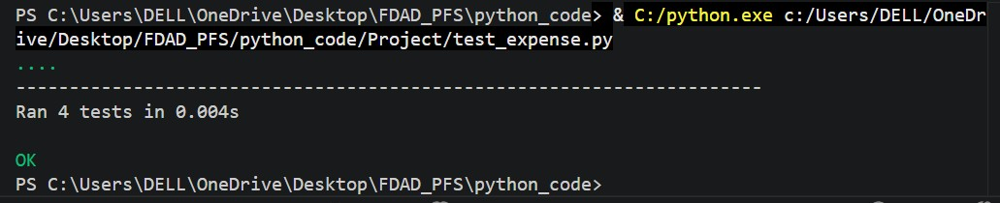 PS C:\Users\DELL\OneDrive\Desktop\FDAD_PFS\python_code> & C:/python.exe c:/Users/DELL/OneDr
ive/Desktop/FDAD_PFS/python_code/Project/test_expense.py
....
----------------------------------------------------------------------
Ran 4 tests in 0.004s
OK
PS C:\Users\DELL\OneDrive\Desktop\FDAD_PFS\python_code>